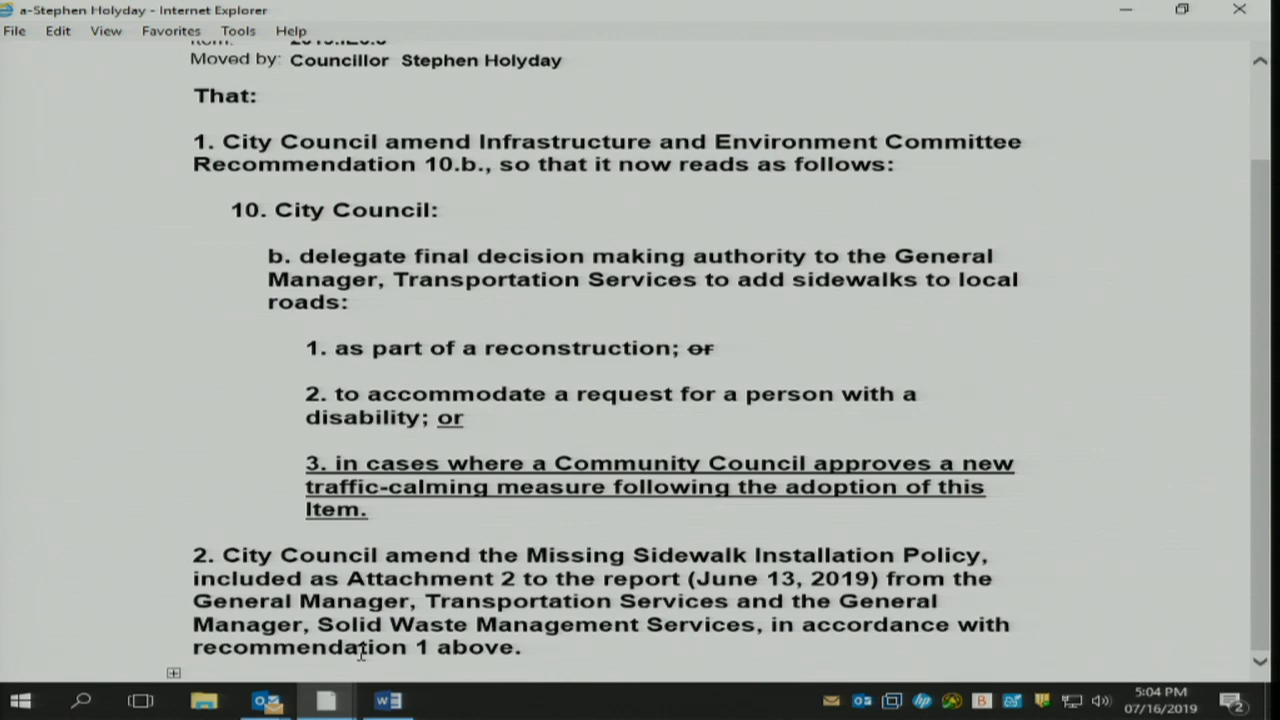 a-Stephen Holyday - Internet Explorer
File Edit View Favorites Tools Help
Moved by: Councillor Stephen Holyday
That:
1. City Council amend Infrastructure and Environment Committee
Recommendation 10.b., so that it now reads as follows:
10. City Council:
b. delegate final decision making authority to the General
Manager, Transportation Services to add sidewalks to local
roads:
1. as part of a reconstruction; or
2. to accommodate a request for a person with a
disability; or
3. in cases where a Community Council approves a new
traffic-calming measure following the adoption of this
Item.
2. City Council amend the Missing Sidewalk Installation Policy,
included as Attachment 2 to the report (June 13, 2019) from the
General Manager, Transportation Services and the General
Manager, Solid Waste Management Services, in accordance with
recommendation 1 above.
5:04 PM
07/16/2019